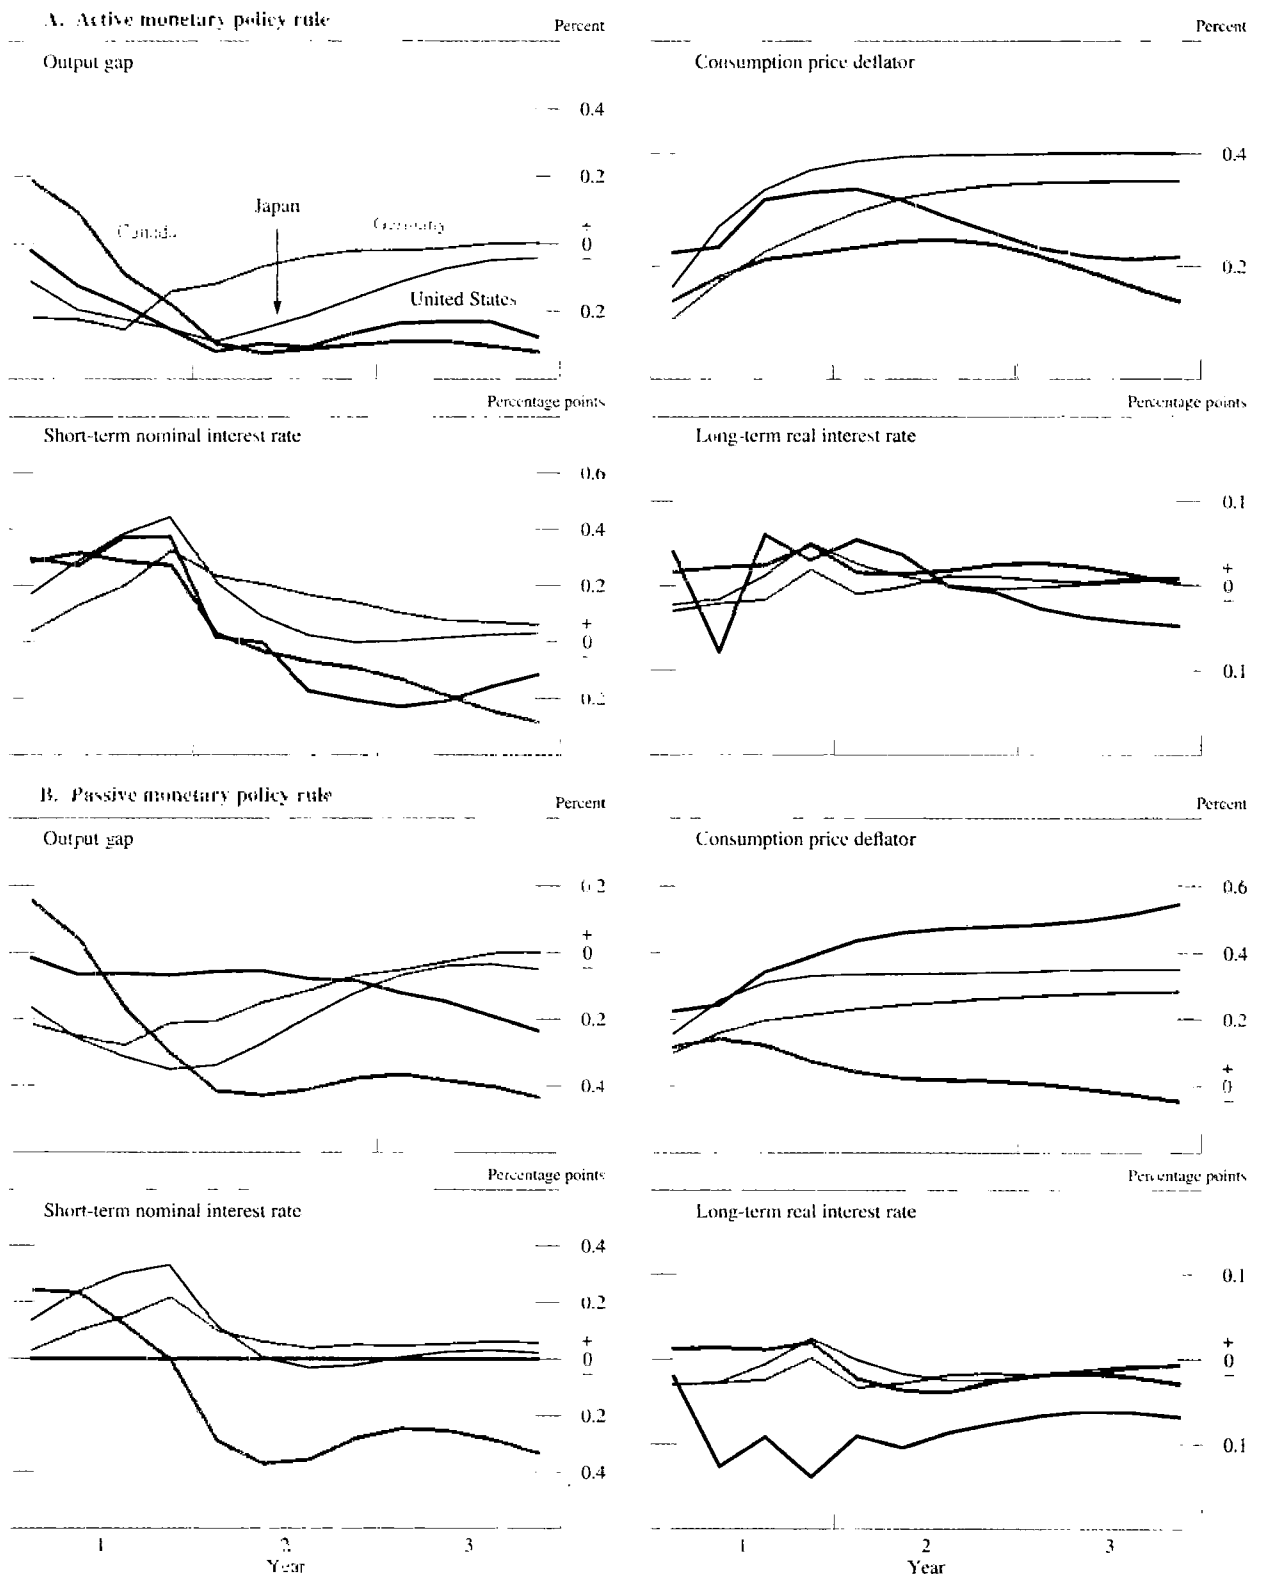 A. Active monetary policy rule
Percent
Percent
Output gap
Consumption price deflator
0.4
0.2
+
0
−
0.2
Canada
Japan
Germany
United States
0.4
0.2
Percentage points
Percentage points
Short-term nominal interest rate
Long-term real interest rate
0.6
0.4
0.2
+
0
−
0.2
0.1
+
0
−
0.1
B. Passive monetary policy rule
Percent
Percent
Output gap
Consumption price deflator
0.2
+
0
−
0.2
0.4
0.6
0.4
0.2
+
0
−
Percentage points
Percentage points
Short-term nominal interest rate
Long-term real interest rate
0.4
0.2
+
0
−
0.2
0.4
0.1
+
0
−
0.1
1 2 3
Year
1 2 3
Year